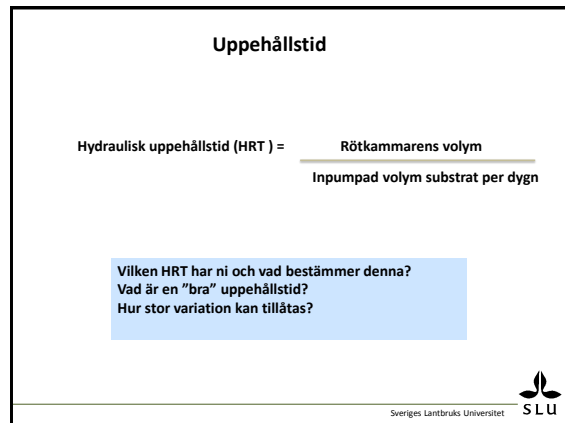 Uppehållstid
Hydraulisk uppehållstid (HRT ) = Rötkammarens volym
Inpumpad volym substrat per dygn
Vilken HRT har ni och vad bestämmer denna?
Vad är en ”bra” uppehållstid?
Hur stor variation kan tillåtas?
Sveriges Lantbruks Universitet
SLU